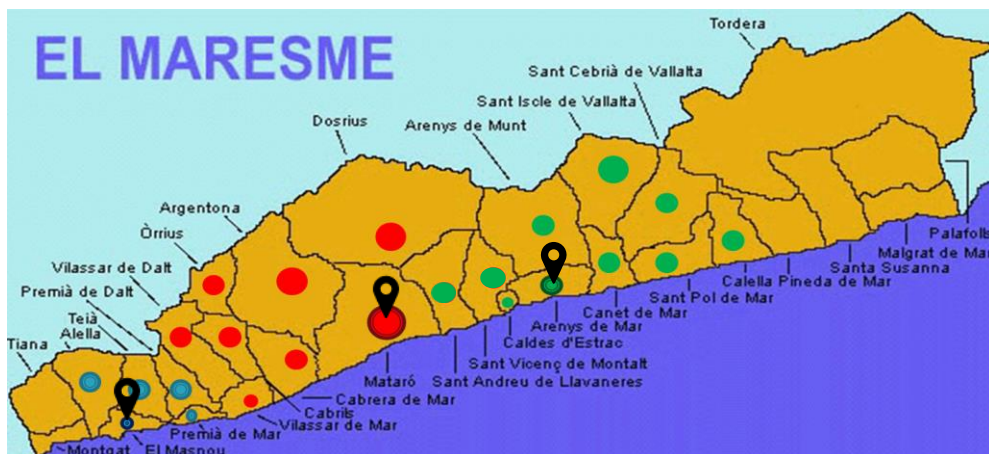 EL MARESME
Tordera
Sant Cebrià de Vallalta
Sant Iscle de Vallalta
Arenys de Munt
Dosrius
Argentona
Òrrius
Vilassar de Dalt
Premià de Dalt
Teià
Alella
Tiana
Palafolls
Malgrat de Mar
Santa Susanna
Calella Pineda de Mar
Sant Pol de Mar
Canet de Mar
Arenys de Mar
Caldes d'Estrac
Sant Vicenç de Montalt
Mataró
Sant Andreu de Llavaneres
Cabrera de Mar
Cabrils
Vilassar de Mar
Premià de Mar
Montgat
El Masnou